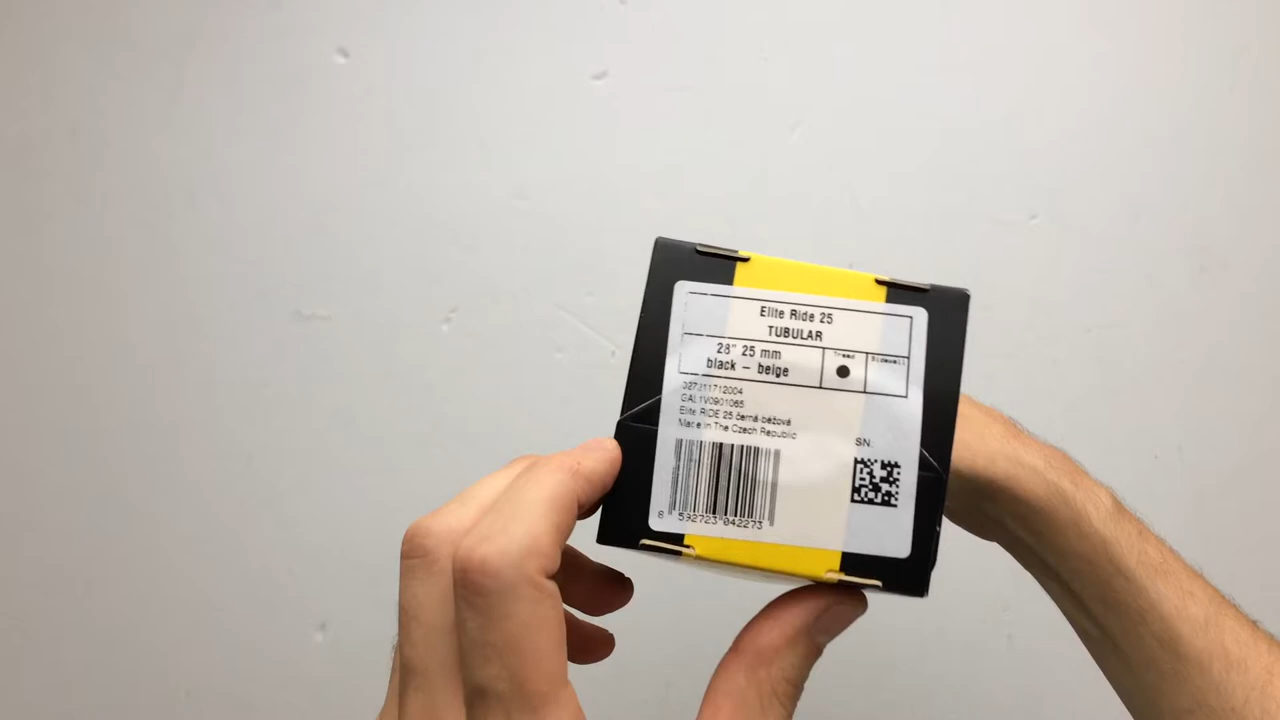 Elite Ride 25
TUBULAR
28" 25 mm
black – beige
Tread
Sidewall
027211712004
GAL1V0901065
Elite RIDE 25 černá-béžová
Made in The Czech Republic
SN:
8 592723 042273